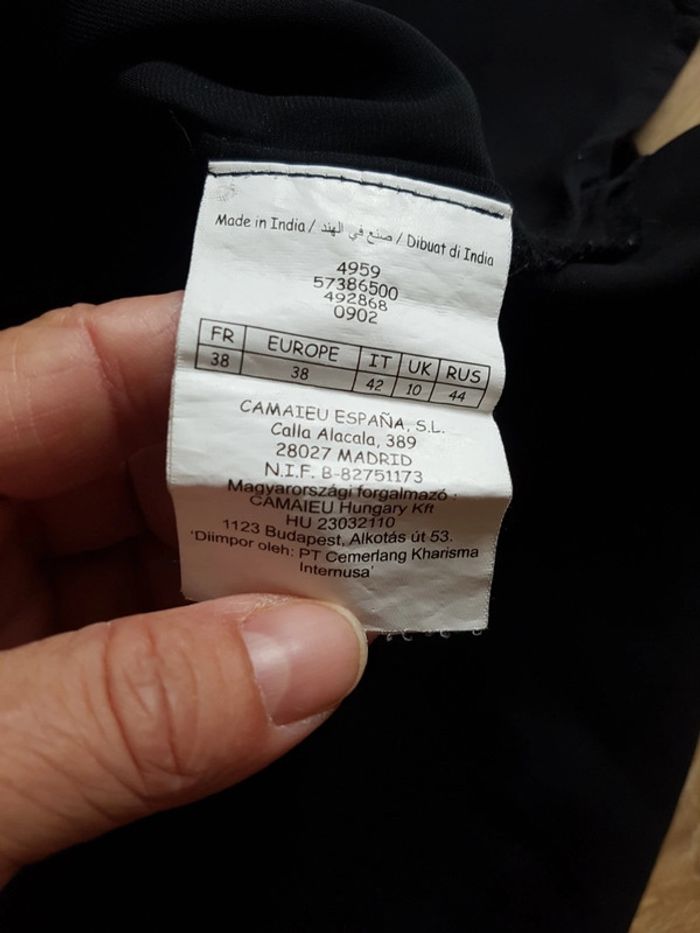 Made in India / صنع في الهند / Dibuat di India
4959
57386500
492868
0902
FR EUROPE IT UK RUS
38 38 42 10 44
CAMAIEU ESPAÑA, S.L.
Calla Alacala, 389
28027 MADRID
N.I.F. B-82751173
Magyarországi forgalmazó :
CAMAIEU Hungary Kft
HU 23032110
1123 Budapest, Alkotás út 53.
'Diimpor oleh: PT Cemerlang Kharisma
Internusa'